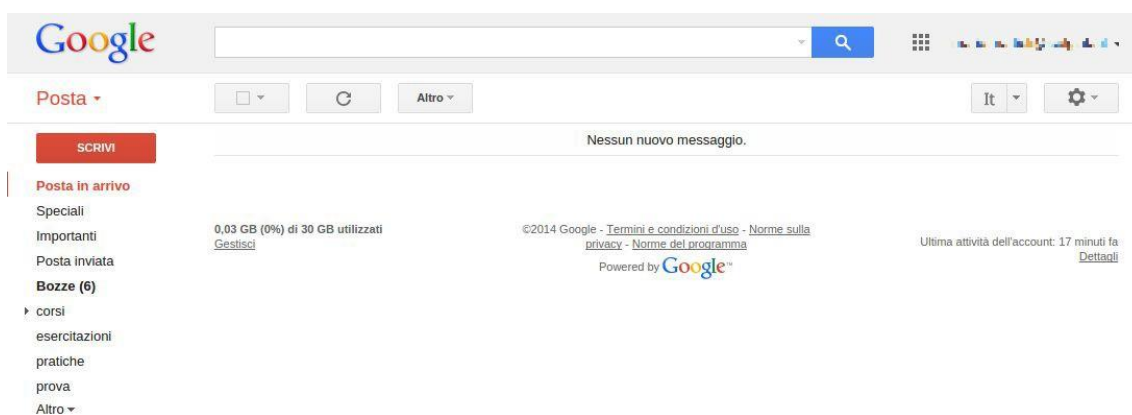 Google
Posta
Altro
It
SCRIVI
Nessun nuovo messaggio.
Posta in arrivo
Speciali
Importanti
Posta inviata
Bozze (6)
corsi
esercitazioni
pratiche
prova
Altro
0,03 GB (0%) di 30 GB utilizzati
Gestisci
©2014 Google - Termini e condizioni d'uso - Norme sulla
privacy - Norme del programma
Powered by Google™
Ultima attività dell'account: 17 minuti fa
Dettagli